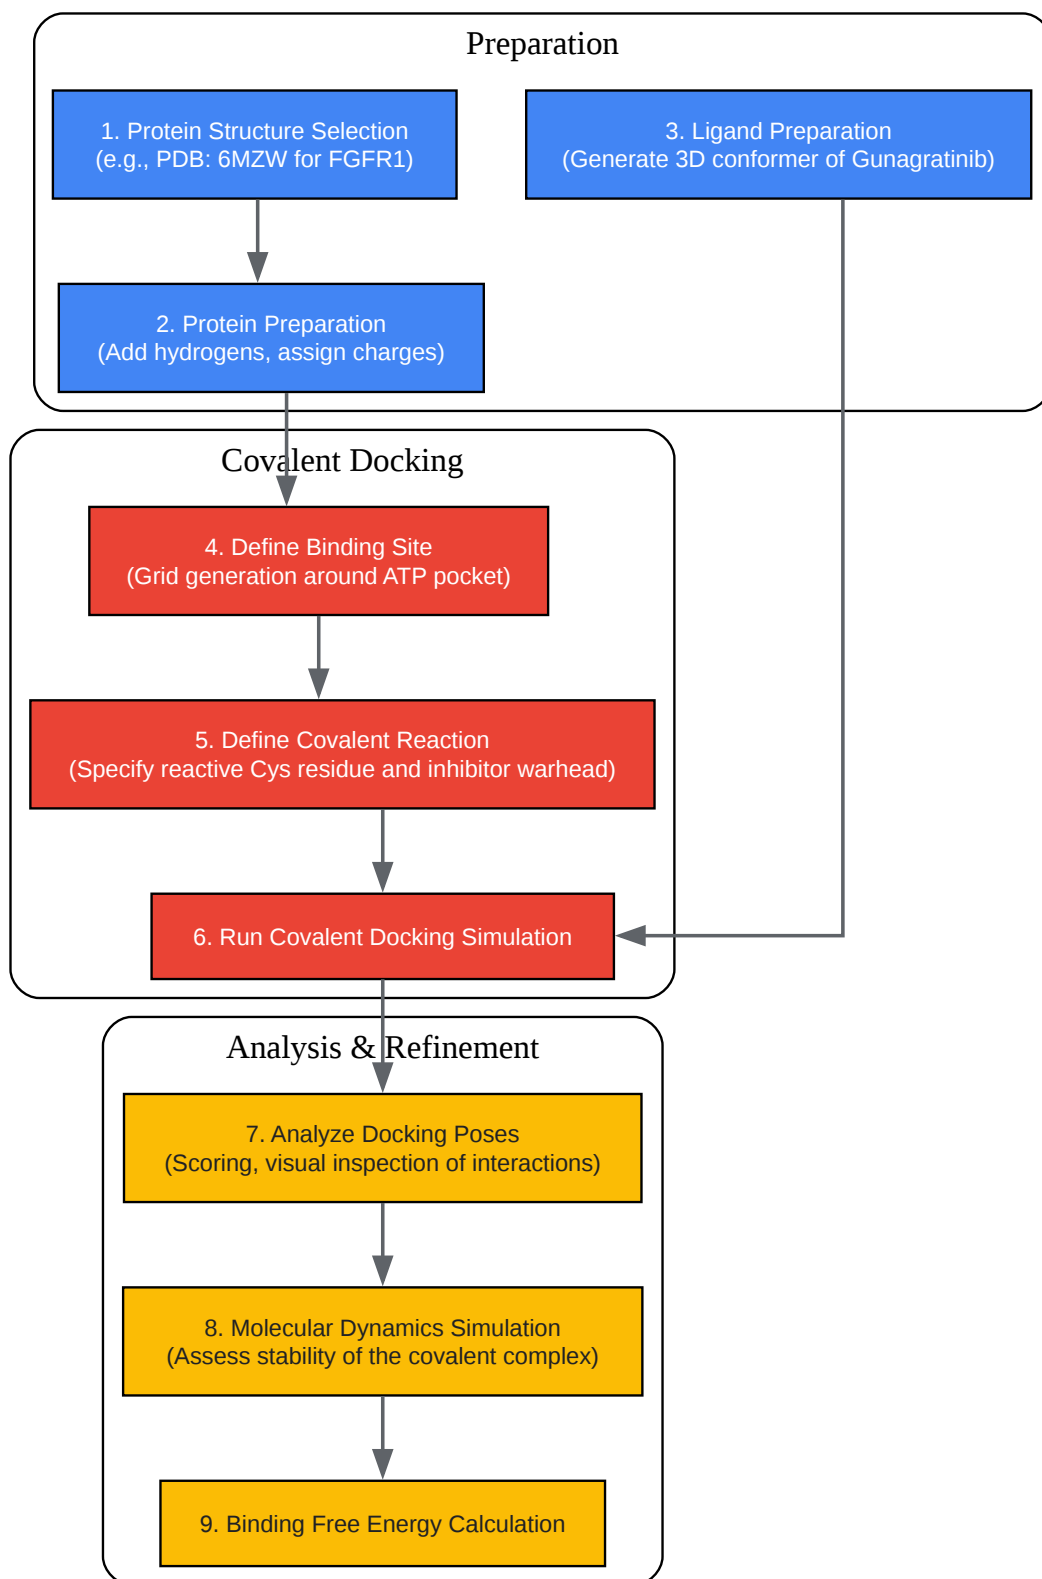 Preparation
1. Protein Structure Selection
(e.g., PDB: 6MZW for FGFR1)
3. Ligand Preparation
(Generate 3D conformer of Gunagratinib)
2. Protein Preparation
(Add hydrogens, assign charges)
Covalent Docking
4. Define Binding Site
(Grid generation around ATP pocket)
5. Define Covalent Reaction
(Specify reactive Cys residue and inhibitor warhead)
6. Run Covalent Docking Simulation
Analysis & Refinement
7. Analyze Docking Poses
(Scoring, visual inspection of interactions)
8. Molecular Dynamics Simulation
(Assess stability of the covalent complex)
9. Binding Free Energy Calculation